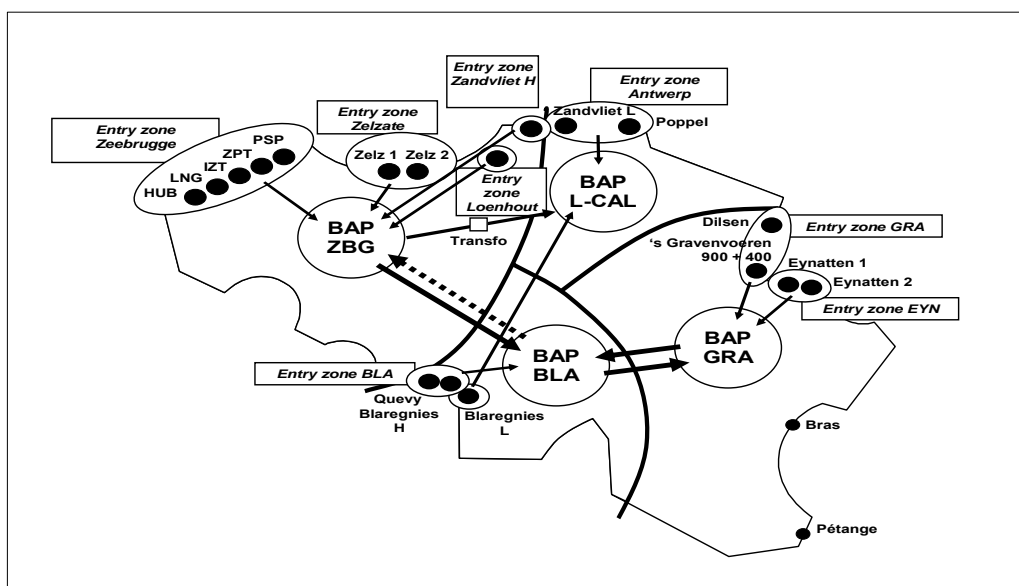 Entry zone
Zandvliet H
Entry zone
Antwerp
Entry zone
Zeebrugge
Entry zone
Zelzate
Zandvliet L
Poppel
PSP
ZPT
IZT
LNG
HUB
Zelz 1 Zelz 2
Entry
zone
Loenhout
BAP
L-CAL
BAP
ZBG
Transfo
Dilsen
Entry zone GRA
's Gravenvoeren
900 + 400
Eynatten 1
Eynatten 2
Entry zone EYN
BAP
GRA
BAP
BLA
Entry zone BLA
Quevy
Blaregnies
H
Blaregnies
L
Bras
Pétange